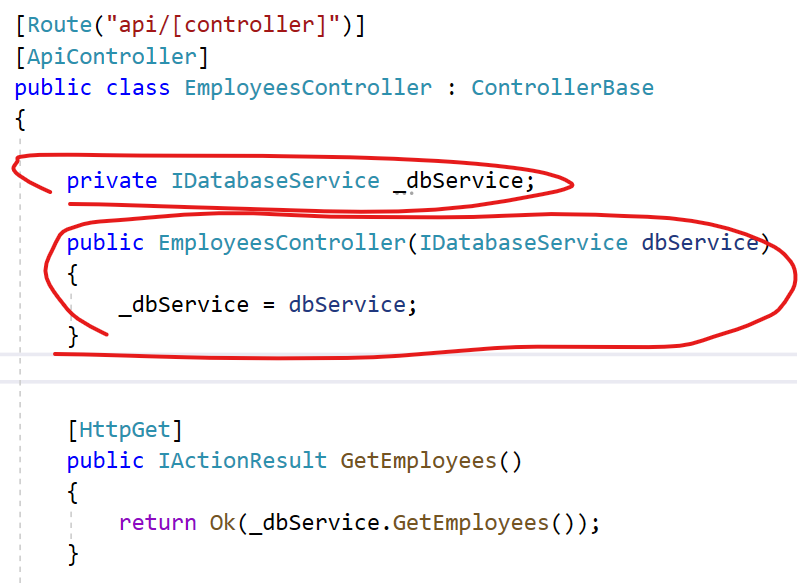 [Route("api/[controller]")]
[ApiController]
public class EmployeesController : ControllerBase
{
private IDatabaseService _dbService;
public EmployeesController(IDatabaseService dbService)
{
_dbService = dbService;
}
[HttpGet]
public IActionResult GetEmployees()
{
return Ok(_dbService.GetEmployees());
}